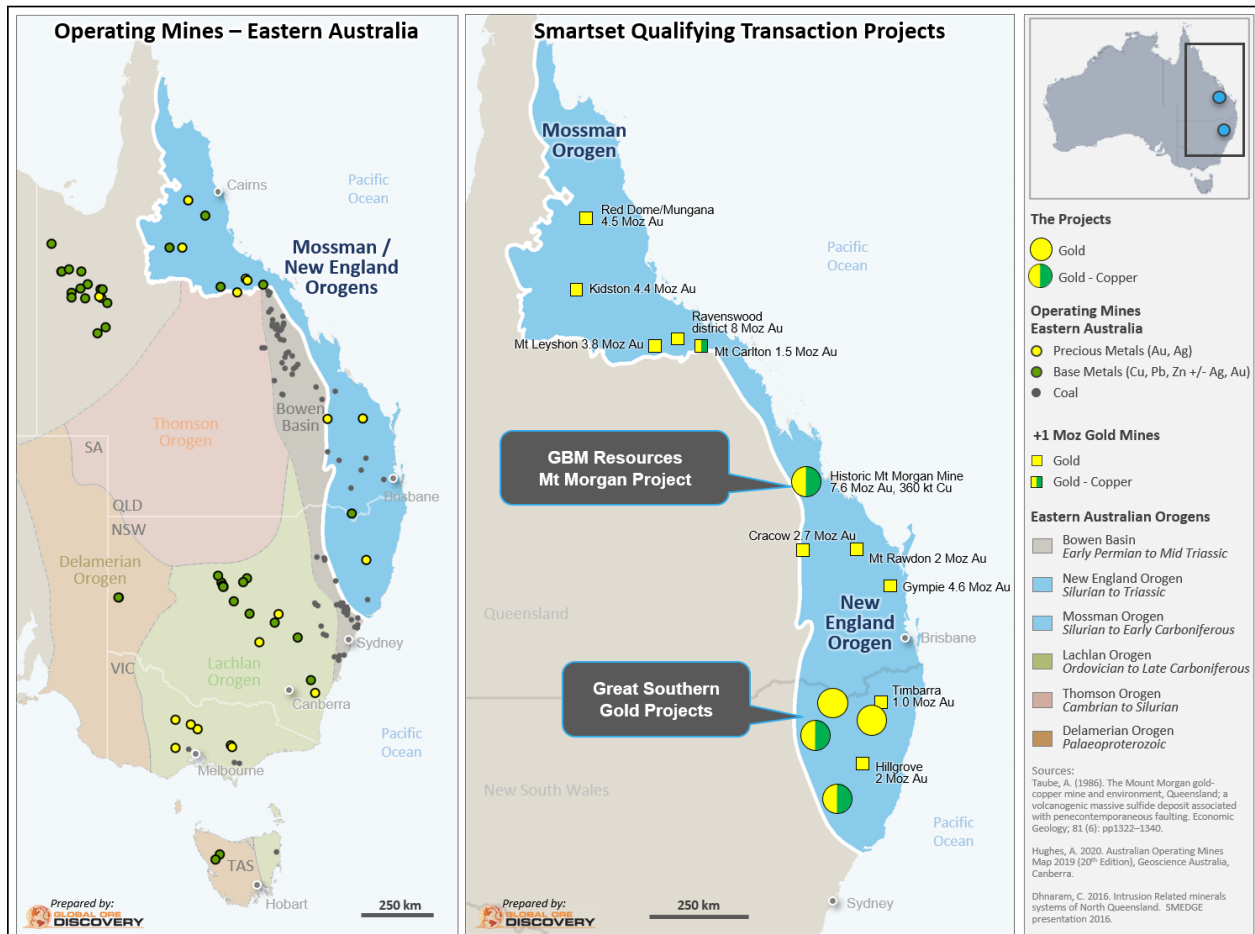 Operating Mines – Eastern Australia
Cairns
Pacific
Ocean
Mossman /
New England
Orogens
Thomson
Orogen
Bowen
Basin
SA
QLD
NSW
Brisbane
Delamerian
Orogen
VIC
Lachlan
Orogen
Sydney
Canberra
Pacific
Ocean
Melbourne
TAS
Hobart
Prepared by:
GLOBAL ORE
DISCOVERY
250 km
Smartset Qualifying Transaction Projects
Mossman
Orogen
Red Dome/Mungana
4.5 Moz Au
Pacific
Ocean
Kidston 4.4 Moz Au
Ravenswood
district 8 Moz Au
Mt Leyshon 3.8 Moz Au
Mt Carlton 1.5 Moz Au
GBM Resources
Mt Morgan Project
Historic Mt Morgan Mine
7.6 Moz Au, 360 kt Cu
Cracow 2.7 Moz Au
Mt Rawdon 2 Moz Au
Gympie 4.6 Moz Au
Queensland
New
England
Orogen
Brisbane
Great Southern
Gold Projects
Timbarra
1.0 Moz Au
Hillgrove
2 Moz Au
New South Wales
Pacific
Ocean
Sydney
Prepared by:
GLOBAL ORE
DISCOVERY
250 km
The Projects
Gold
Gold - Copper
Operating Mines
Eastern Australia
Precious Metals (Au, Ag)
Base Metals (Cu, Pb, Zn +/- Ag, Au)
Coal
+1 Moz Gold Mines
Gold
Gold - Copper
Eastern Australian Orogens
Bowen Basin
Early Permian to Mid Triassic
New England Orogen
Silurian to Triassic
Mossman Orogen
Silurian to Early Carboniferous
Lachlan Orogen
Ordovician to Late Carboniferous
Thomson Orogen
Cambrian to Silurian
Delamerian Orogen
Palaeoproterozoic
Sources:
Taube, A. (1986). The Mount Morgan gold-
copper mine and environment, Queensland; a
volcanogenic massive sulfide deposit associated
with penecontemporaneous faulting. Economic
Geology; 81 (6): pp1322–1340.
Hughes, A. 2020. Australian Operating Mines
Map 2019 (20th Edition), Geoscience Australia,
Canberra.
Dhnaram, C. 2016. Intrusion Related minerals
systems of North Queensland. SMEDGE
presentation 2016.